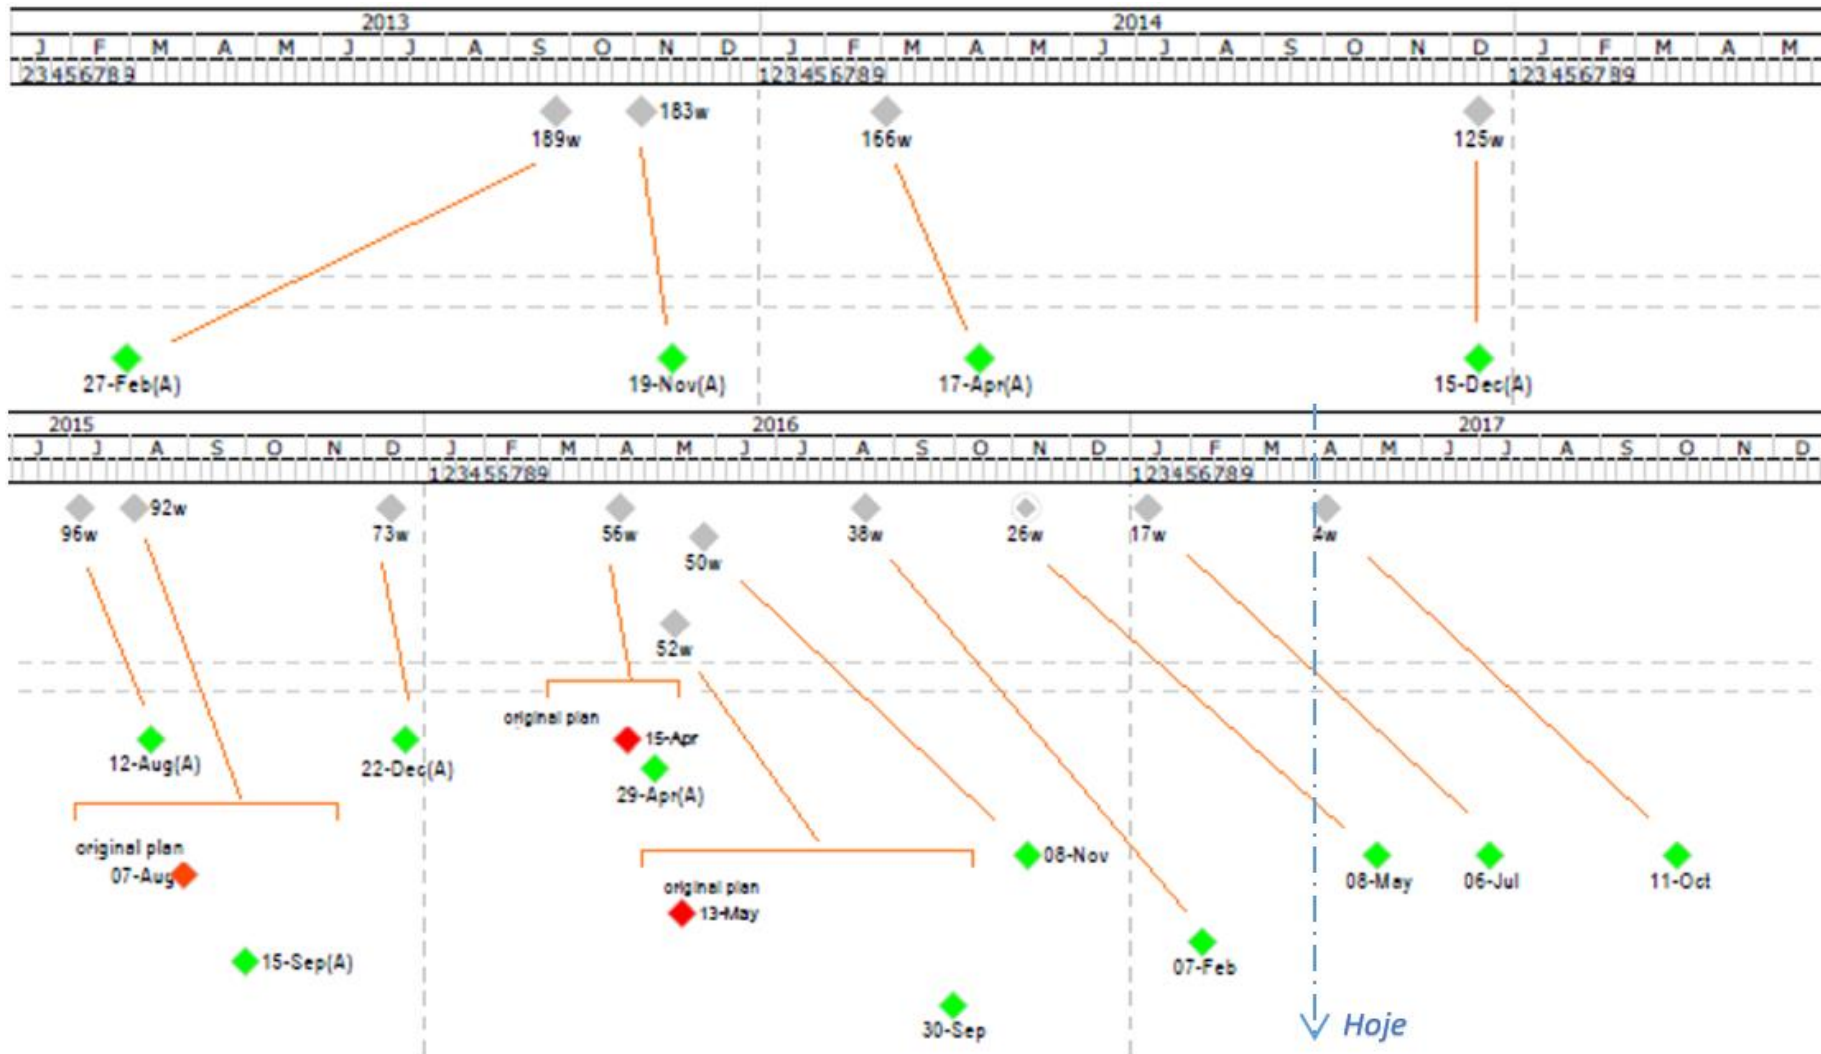 2013 2014
J F M A M J J A S O N D J F M A M J J A S O N D J F M A M
23456789 123456789 123456789
189w 183w 166w 125w
27-Feb(A) 19-Nov(A) 17-Apr(A) 15-Dec(A)
2015 2016 2017
J J A S O N D J F M A M J J A S O N D J F M A M J J A S O N D
123455789 123456789
96w 92w 73w 56w 50w 38w 26w 17w 4w
52w
original plan
15-Apr
12-Aug(A) 22-Dec(A) 29-Apr(A)
original plan
07-Aug
08-Nov 08-May 06-Jul 11-Oct
original plan
13-May
15-Sep(A) 07-Feb
30-Sep Hoje